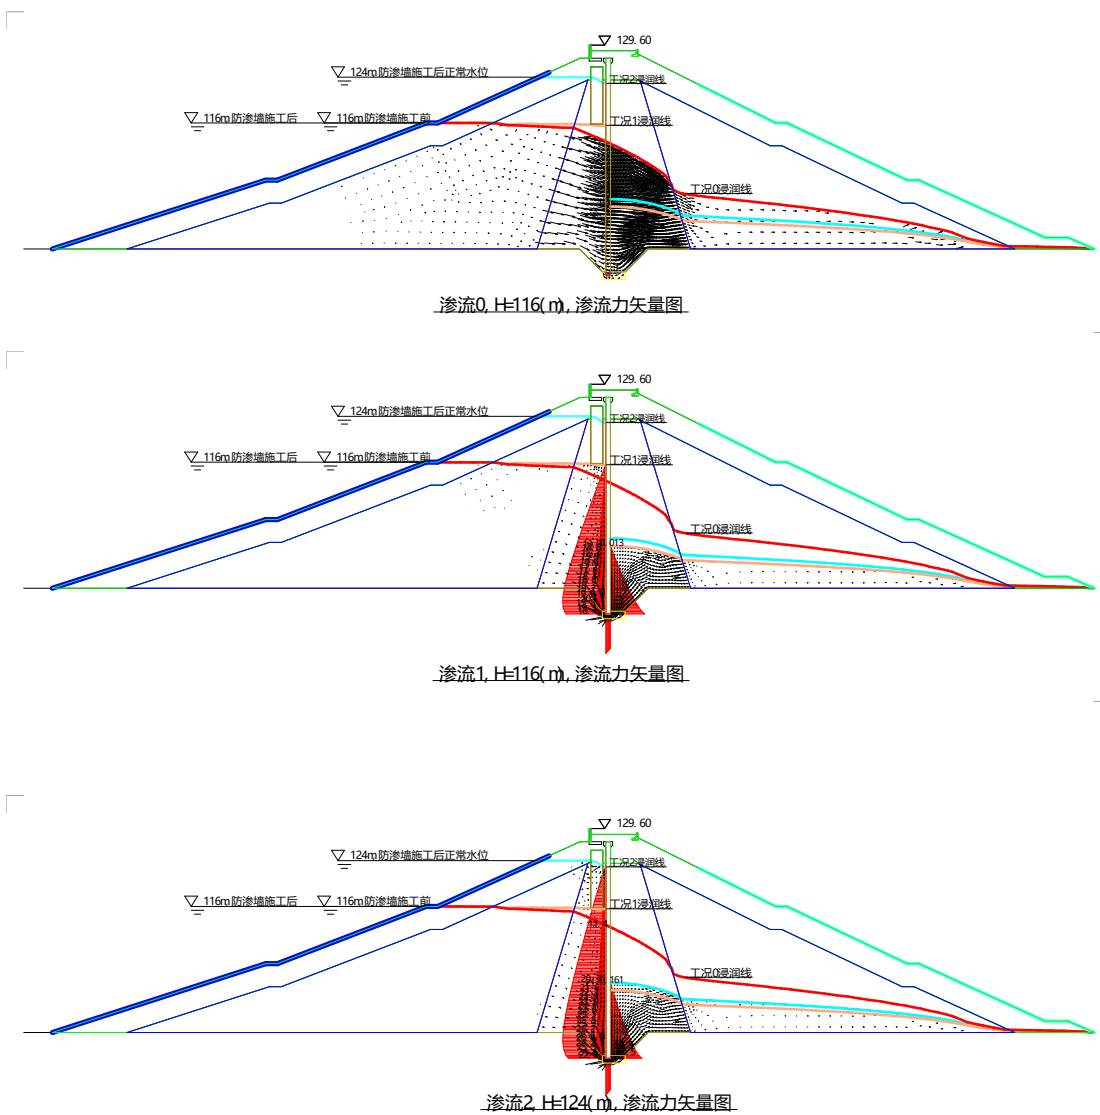 129.60
124m防渗墙施工后正常水位
工况2浸润线
116m防渗墙施工后
116m防渗墙施工前
工况1浸润线
工况0浸润线
渗流0, H=116(m), 渗流力矢量图
129.60
124m防渗墙施工后正常水位
工况2浸润线
116m防渗墙施工后
116m防渗墙施工前
工况1浸润线
工况0浸润线
渗流1, H=116(m), 渗流力矢量图
129.60
124m防渗墙施工后正常水位
工况2浸润线
116m防渗墙施工后
116m防渗墙施工前
工况1浸润线
工况0浸润线
渗流2, H=124(m), 渗流力矢量图